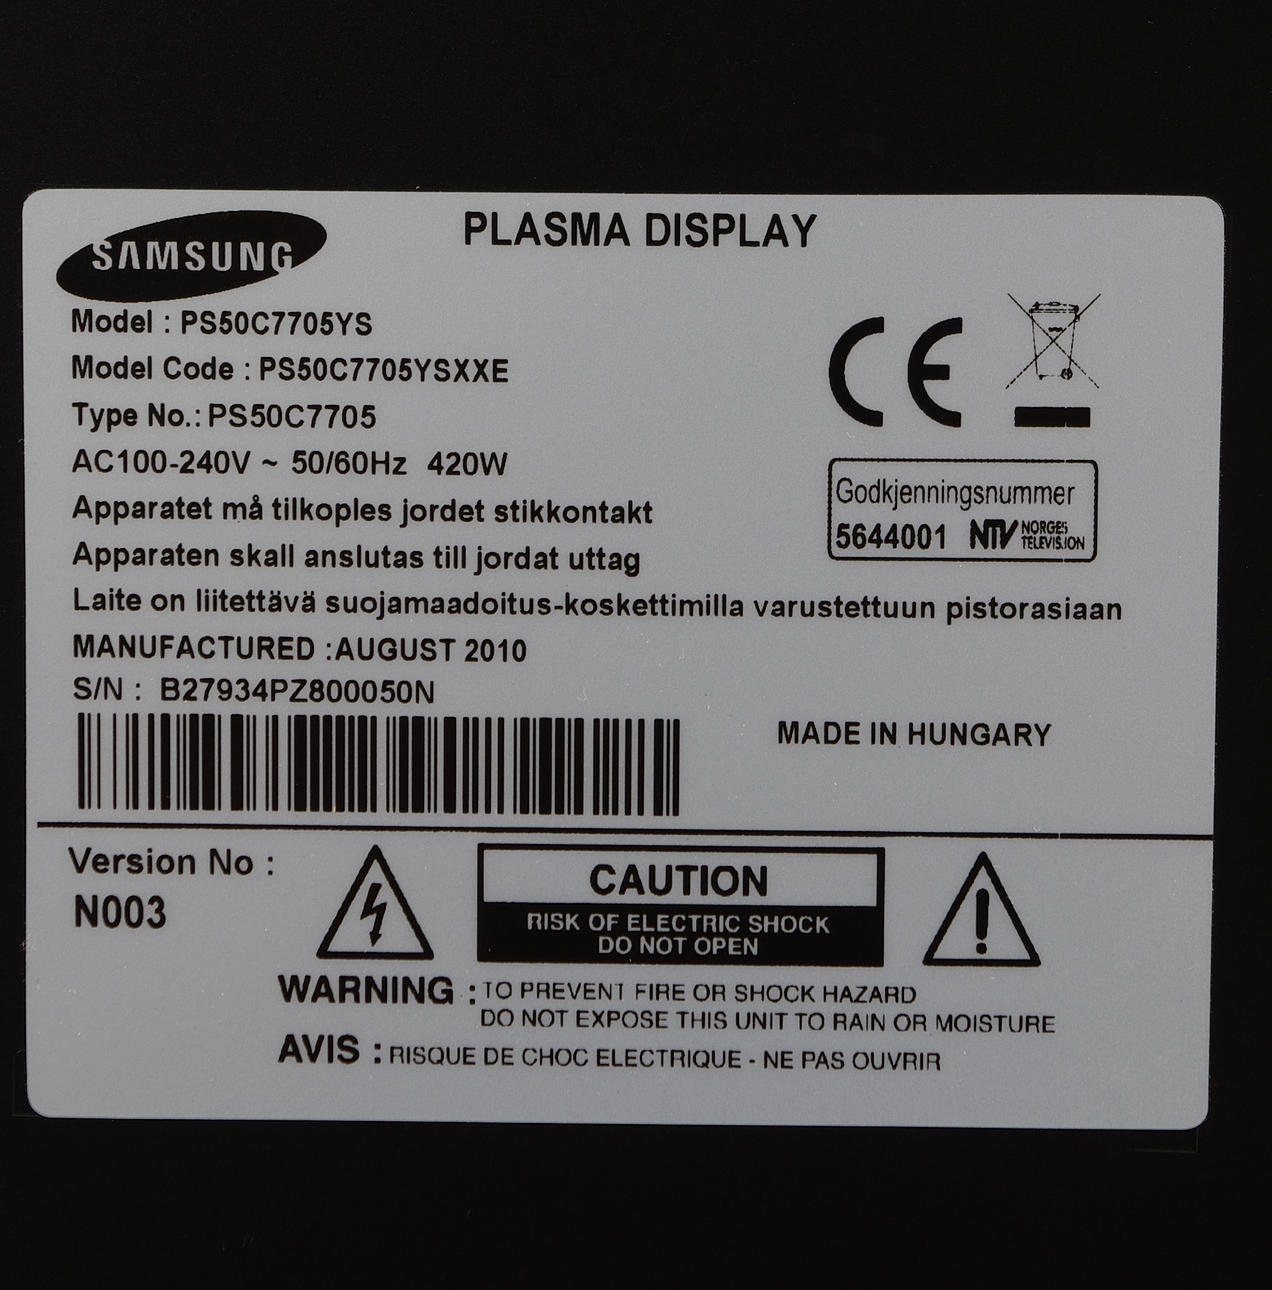 SAMSUNG
PLASMA DISPLAY
Model : PS50C7705YS
Model Code : PS50C7705YSXXE
Type No.: PS50C7705
AC100-240V ~ 50/60Hz 420W
Apparatet må tilkoples jordet stikkontakt
Apparaten skall anslutas till jordat uttag
Laite on liitettävä suojamaadoitus-koskettimilla varustettuun pistorasiaan
MANUFACTURED :AUGUST 2010
S/N : B27934PZ800050N
CE
Godkjenningsnummer
5644001 NTV NORGES
TELEVISJON
MADE IN HUNGARY
Version No :
N003
CAUTION
RISK OF ELECTRIC SHOCK
DO NOT OPEN
WARNING : TO PREVENT FIRE OR SHOCK HAZARD
DO NOT EXPOSE THIS UNIT TO RAIN OR MOISTURE
AVIS : RISQUE DE CHOC ELECTRIQUE - NE PAS OUVRIR